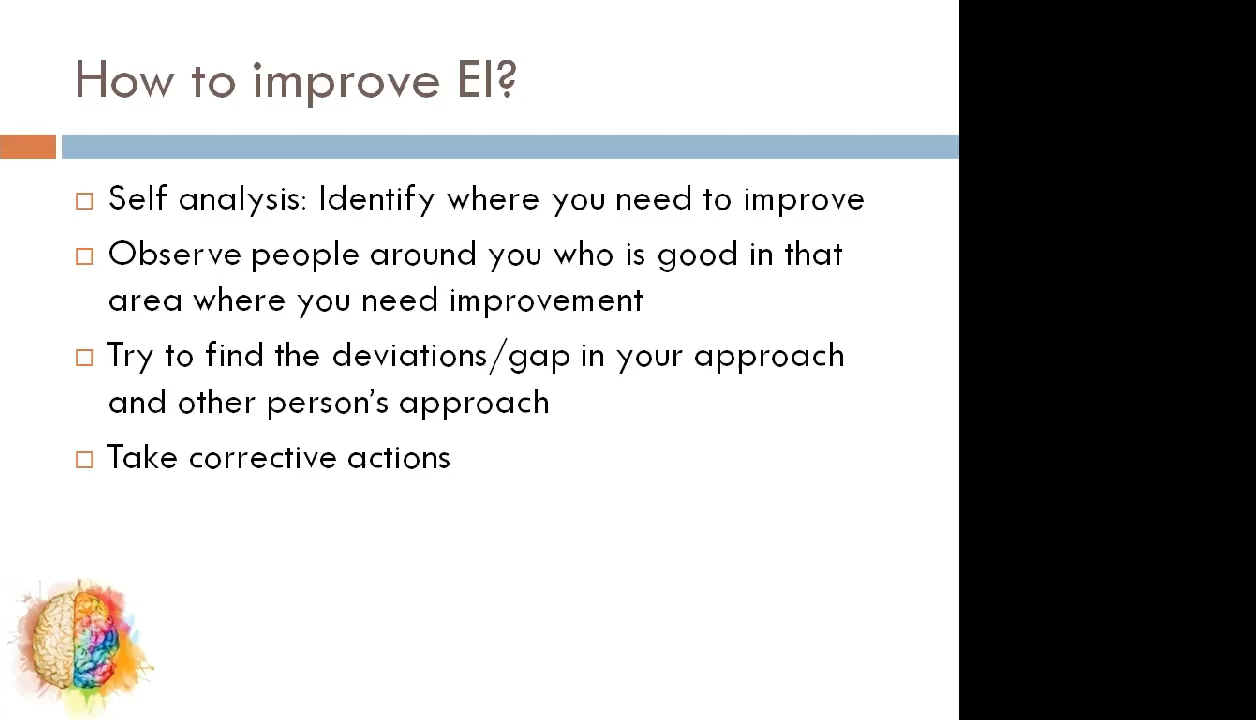 How to improve EI?
Self analysis: Identify where you need to improve
Observe people around you who is good in that
area where you need improvement
Try to find the deviations/gap in your approach
and other person’s approach
Take corrective actions